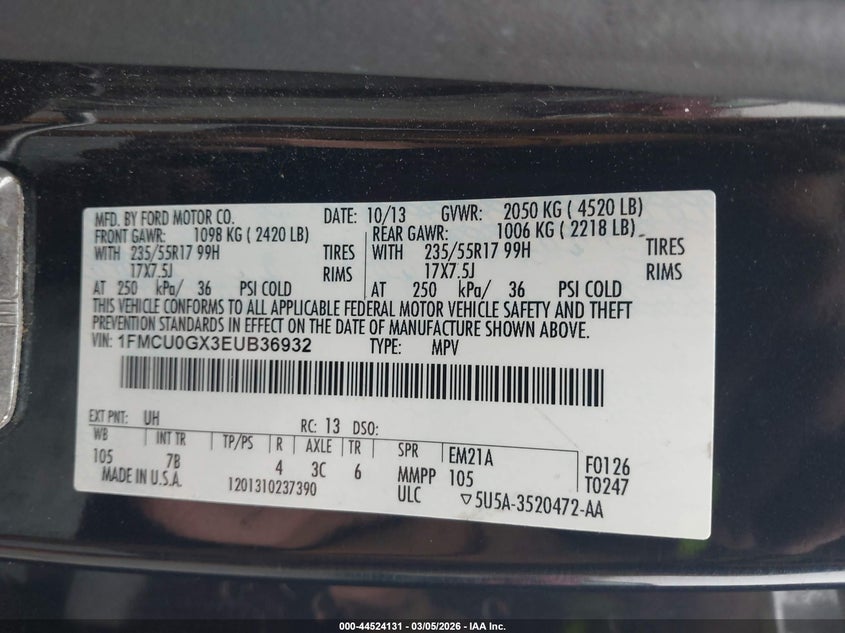 MFD. BY FORD MOTOR CO. DATE: 10/13 GVWR: 2050 KG ( 4520 LB)
FRONT GAWR: 1098 KG ( 2420 LB) REAR GAWR: 1006 KG ( 2218 LB)
WITH 235/55R17 99H TIRES WITH 235/55R17 99H TIRES
17X7.5J RIMS 17X7.5J RIMS
AT 250 kPa/ 36 PSI COLD AT 250 kPa/ 36 PSI COLD
THIS VEHICLE CONFORMS TO ALL APPLICABLE FEDERAL MOTOR VEHICLE SAFETY AND THEFT
PREVENTION STANDARDS IN EFFECT ON THE DATE OF MANUFACTURE SHOWN ABOVE.
VIN: 1FMCU0GX3EUB36932 TYPE: MPV
EXT PNT: UH RC: 13 DSO:
WB INT TR TP/PS R AXLE TR SPR EM21A F0126
105 7B 4 3C 6 MMPP 105 T0247
MADE IN U.S.A. 1201310237390 ULC ▽5U5A-3520472-AA
000-44524131 - 03/05/2026 - IAA Inc.